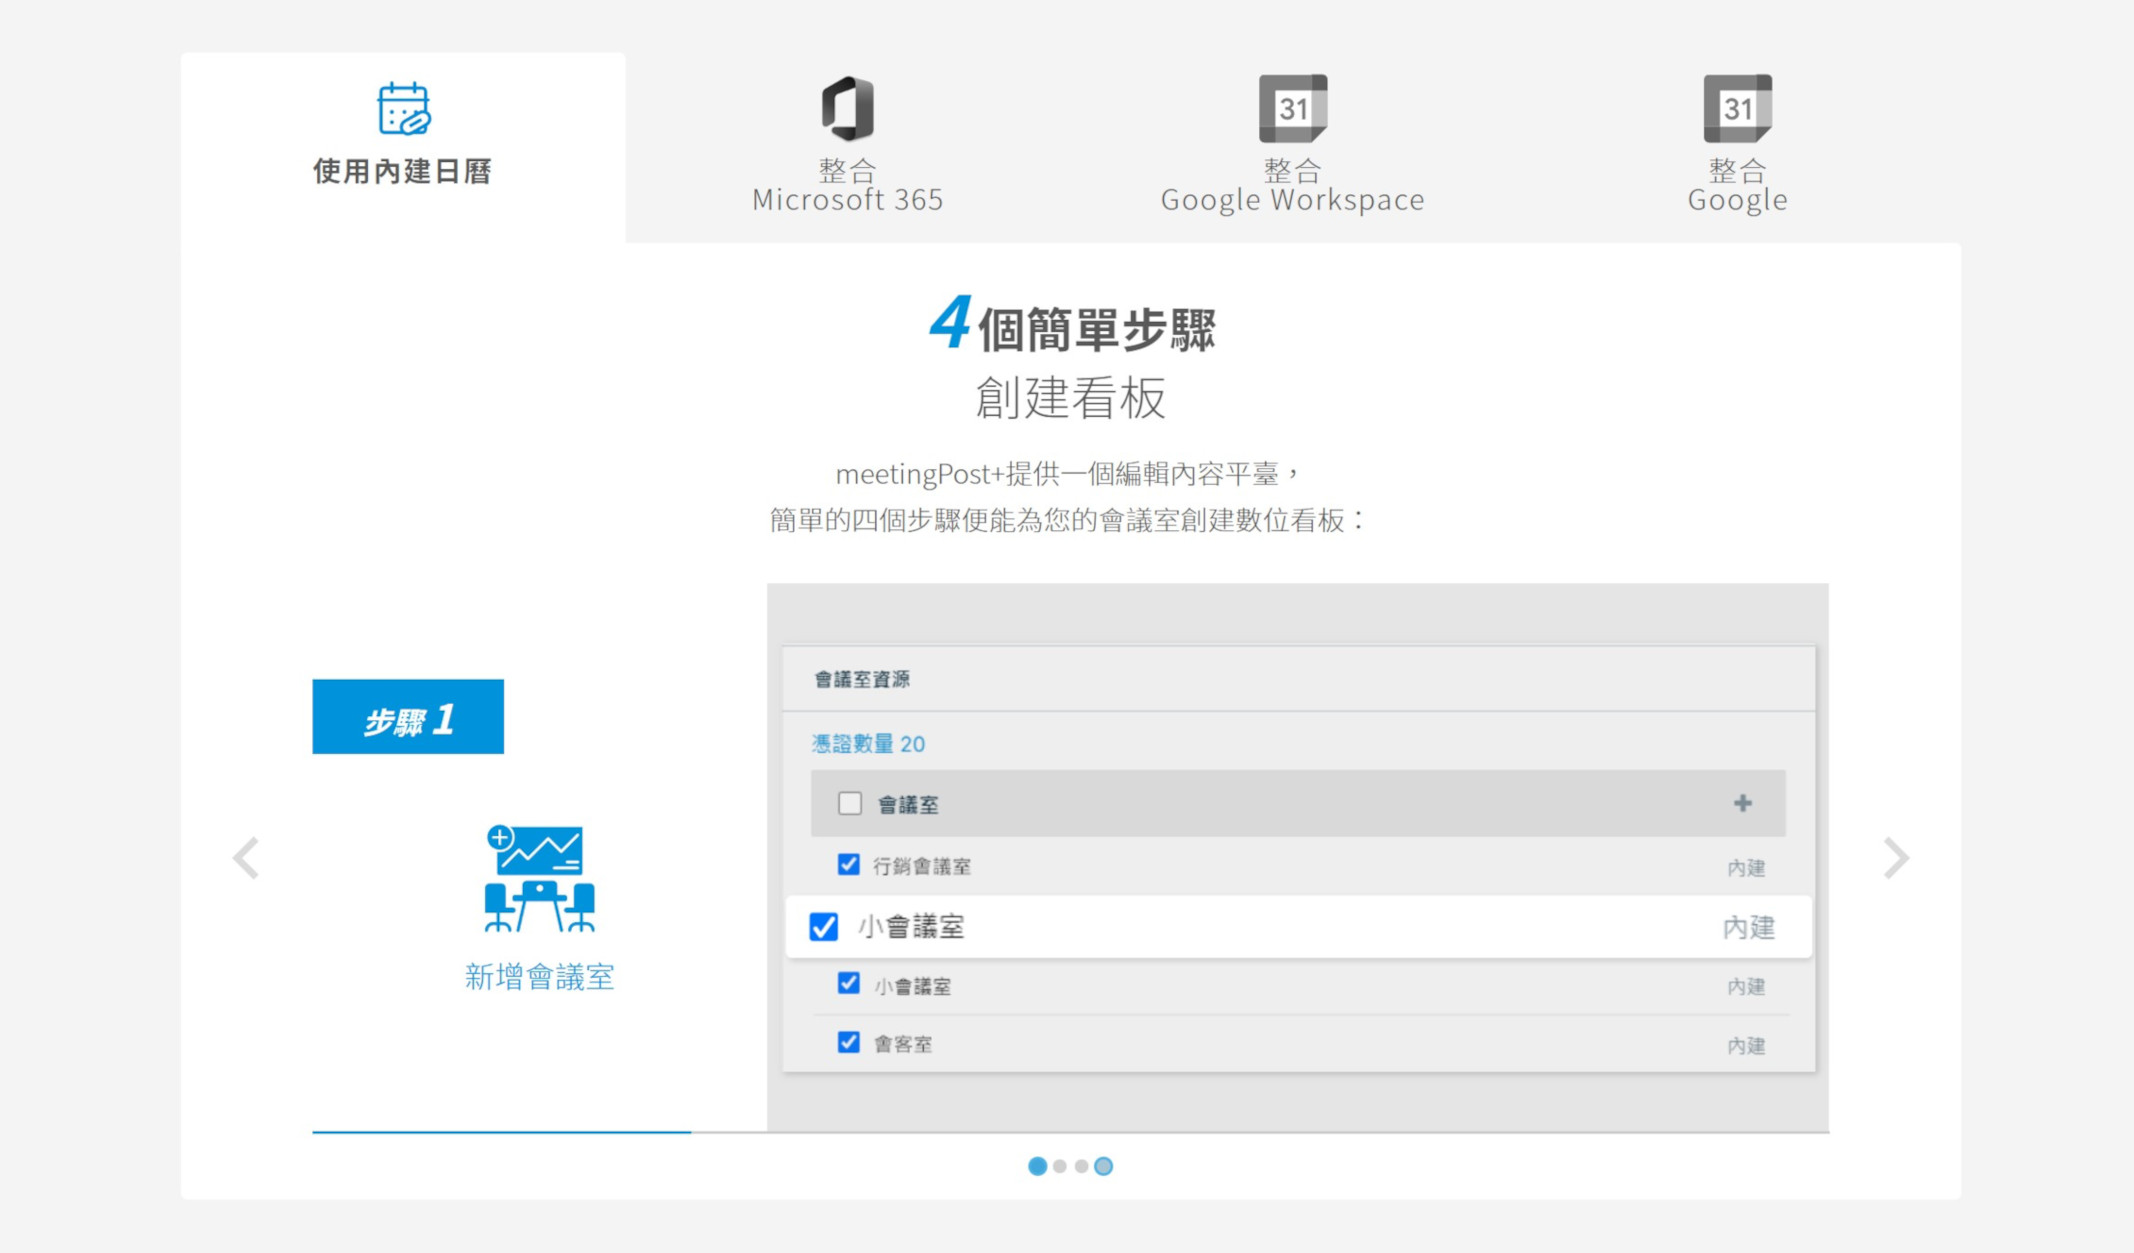 使用內建日曆
整合
Microsoft 365
31
整合
Google Workspace
31
整合
Google
4個簡單步驟
創建看板
meetingPost+提供一個編輯內容平臺，
簡單的四個步驟便能為您的會議室創建數位看板：
步驟 1
新增會議室
會議室資源
憑證數量 20
會議室 +
行銷會議室 內建
小會議室 內建
小會議室 內建
會客室 內建